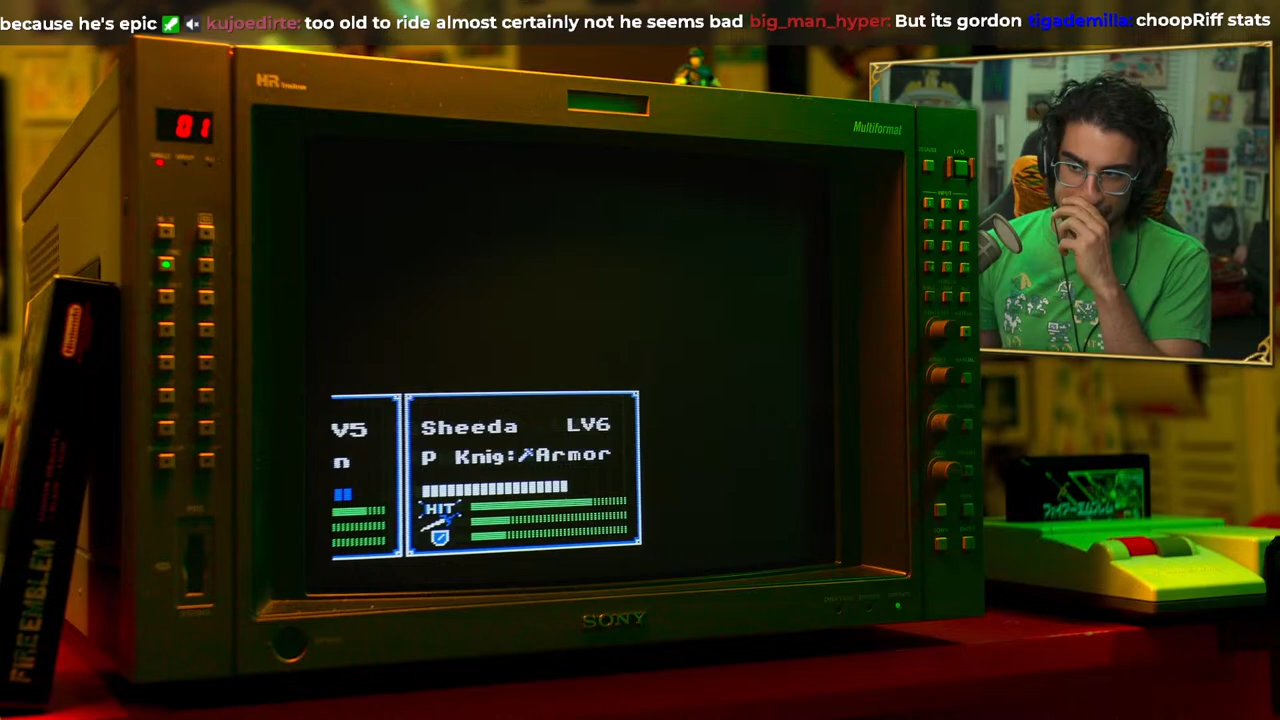 because he's epic kujoedirte: too old to ride almost certainly not he seems bad big_man_hyper: But its gordon tigademilla: choopRiff stats
HR Trinitron
01
Multiformat
V5
n
Sheeda LV6
P Knig: Armor
HIT
SONY
Nintendo
FIRE EMBLEM
ファイアーエムブレム